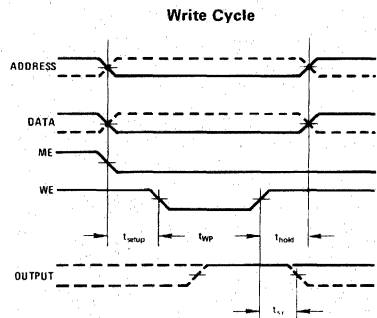 Write Cycle
ADDRESS
DATA
ME
WE
tsetup
tWP
thold
OUTPUT